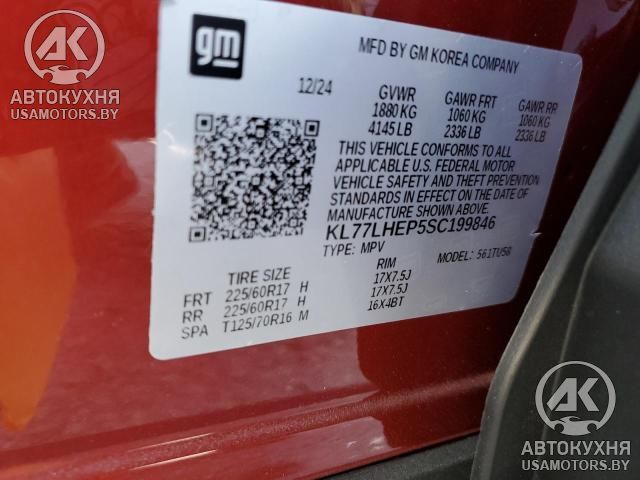 AK
АВТОКУХНЯ
USAMOTORS.BY
gm
MFD BY GM KOREA COMPANY
12/24 GVWR GAWR FRT GAWR RR
1880 KG 1060 KG 1060 KG
4145 LB 2336 LB 2336 LB
THIS VEHICLE CONFORMS TO ALL
APPLICABLE U.S. FEDERAL MOTOR
VEHICLE SAFETY AND THEFT PREVENTION
STANDARDS IN EFFECT ON THE DATE OF
MANUFACTURE SHOWN ABOVE
KL77LHEP5SC199846
TYPE: MPV MODEL: 561TU58
TIRE SIZE RIM
FRT 225/60R17 H 17X7.5J
RR 225/60R17 H 17X7.5J
SPA T125/70R16 M 16X4BT
AK
АВТОКУХНЯ
USAMOTORS.BY